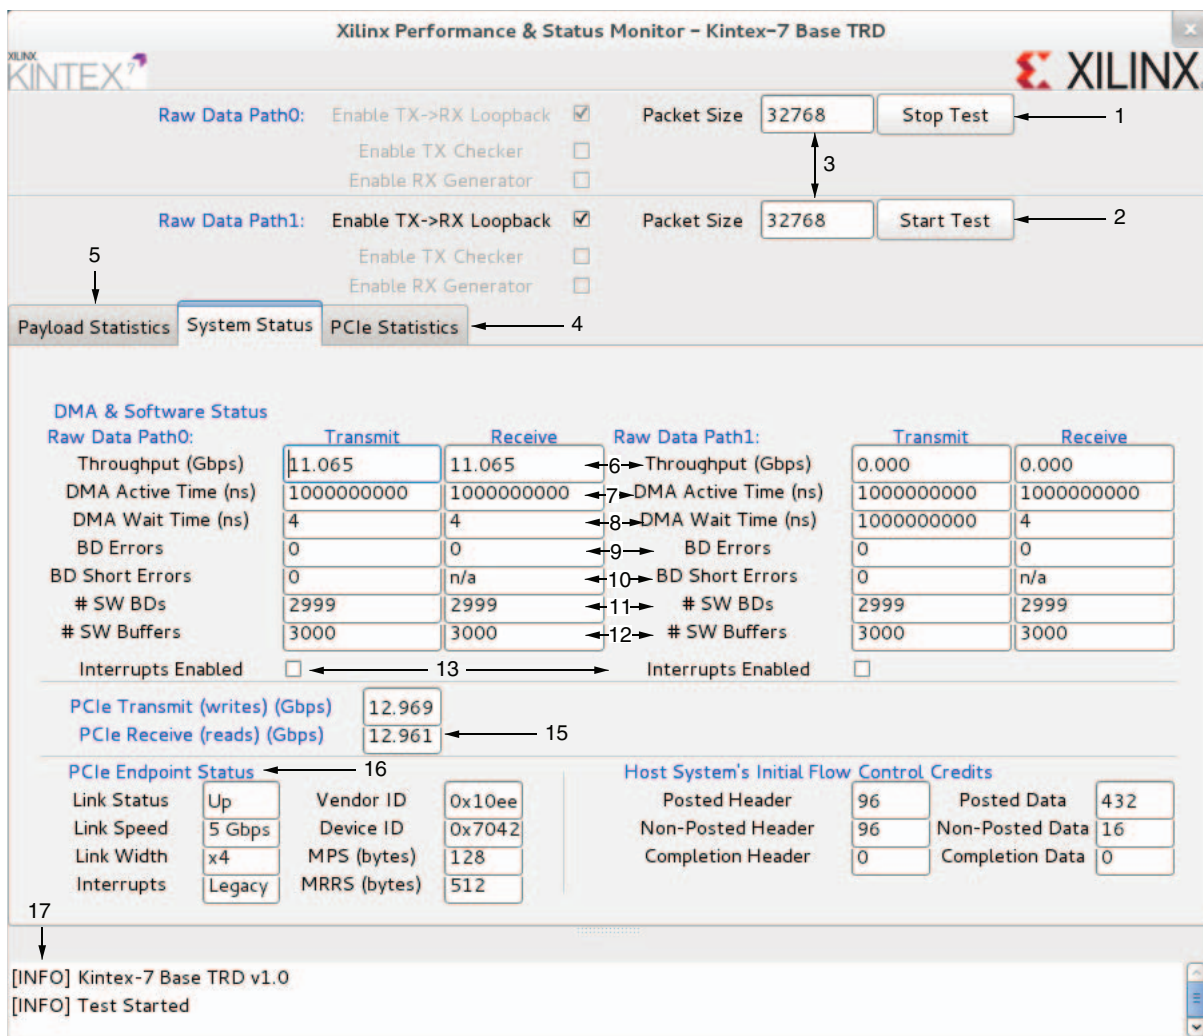 Xilinx Performance & Status Monitor – Kintex-7 Base TRD x
XILINX KINTEX 7 XILINX
Raw Data Path0: Enable TX->RX Loopback Packet Size 32768 Stop Test 1
Enable TX Checker 3
Enable RX Generator
Raw Data Path1: Enable TX->RX Loopback Packet Size 32768 Start Test 2
5 Enable TX Checker
Enable RX Generator
Payload Statistics System Status PCIe Statistics 4
DMA & Software Status
Raw Data Path0: Transmit Receive Raw Data Path1: Transmit Receive
Throughput (Gbps) 11.065 11.065 6 Throughput (Gbps) 0.000 0.000
DMA Active Time (ns) 1000000000 1000000000 7 DMA Active Time (ns) 1000000000 1000000000
DMA Wait Time (ns) 4 4 8 DMA Wait Time (ns) 1000000000 4
BD Errors 0 0 9 BD Errors 0 0
BD Short Errors 0 n/a 10 BD Short Errors 0 n/a
# SW BDs 2999 2999 11 # SW BDs 2999 2999
# SW Buffers 3000 3000 12 # SW Buffers 3000 3000
Interrupts Enabled 13 Interrupts Enabled
PCIe Transmit (writes) (Gbps) 12.969
PCIe Receive (reads) (Gbps) 12.961 15
PCIe Endpoint Status 16 Host System's Initial Flow Control Credits
Link Status Up Vendor ID 0x10ee Posted Header 96 Posted Data 432
Link Speed 5 Gbps Device ID 0x7042 Non-Posted Header 96 Non-Posted Data 16
Link Width x4 MPS (bytes) 128 Completion Header 0 Completion Data 0
Interrupts Legacy MRRS (bytes) 512
17
[INFO] Kintex-7 Base TRD v1.0
[INFO] Test Started